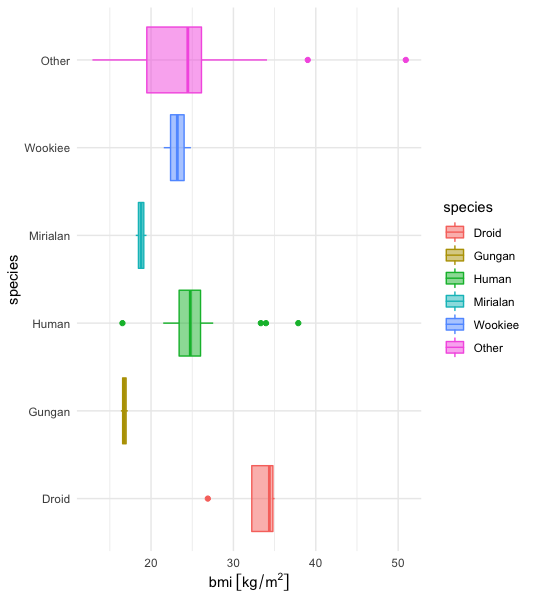 Other
Wookiee
Mirialan
Human
Gungan
Droid
species
20 30 40 50
bmi [kg/m²]
species
Droid
Gungan
Human
Mirialan
Wookiee
Other